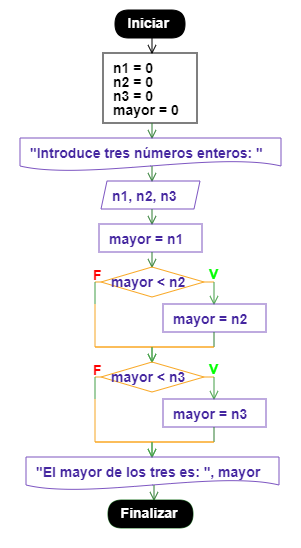 Iniciar
n1 = 0
n2 = 0
n3 = 0
mayor = 0
"Introduce tres números enteros: "
n1, n2, n3
mayor = n1
F
mayor < n2
V
mayor = n2
F
mayor < n3
V
mayor = n3
"El mayor de los tres es: ", mayor
Finalizar